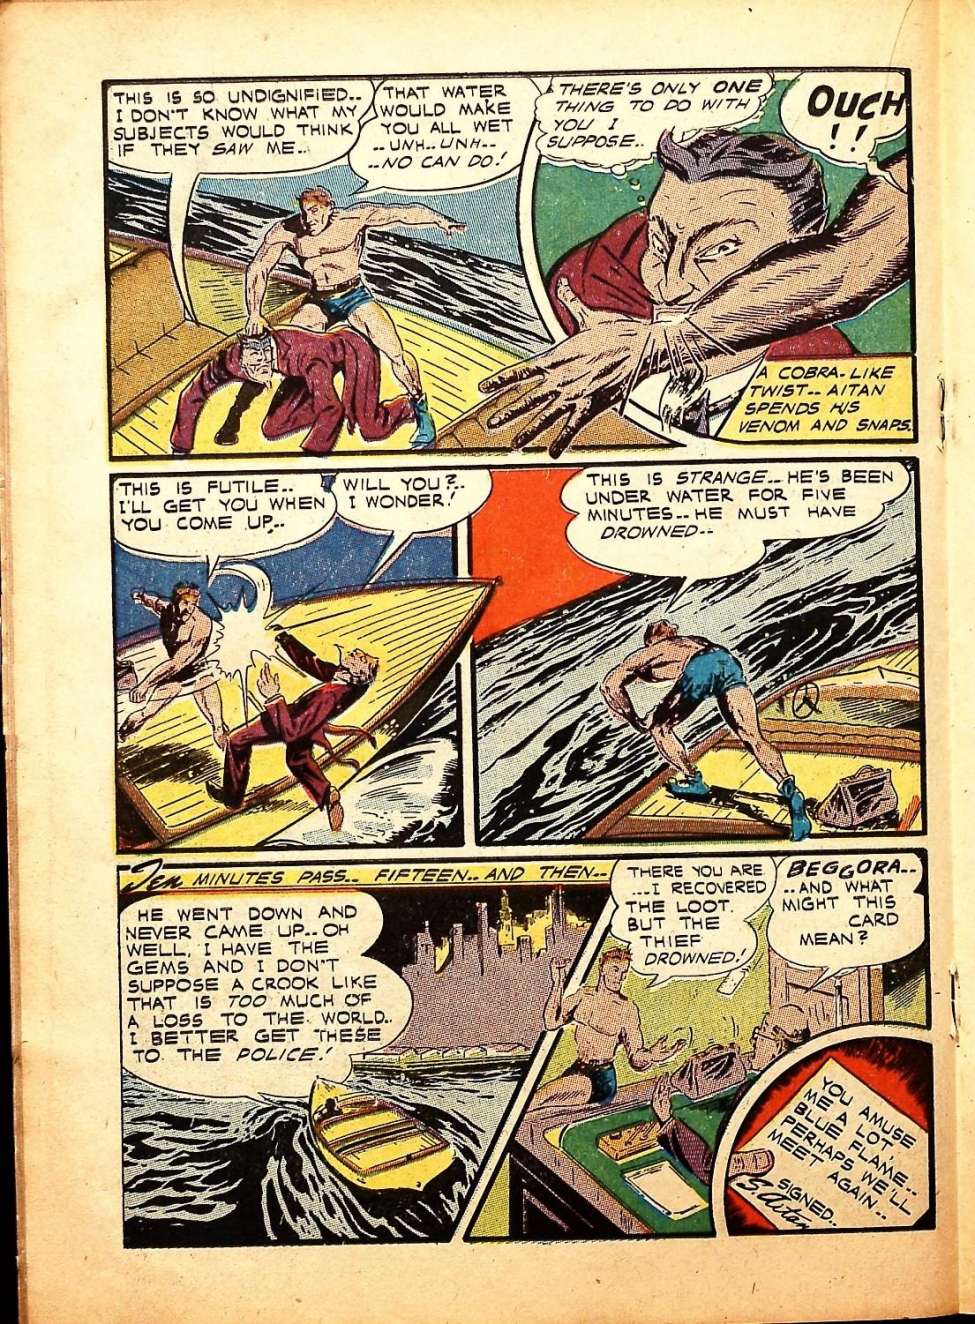 THIS IS SO UNDIGNIFIED..
I DON'T KNOW WHAT MY
SUBJECTS WOULD THINK
IF THEY SAW ME..
THAT WATER
WOULD MAKE
YOU ALL WET
..UNH..UNH..
..NO CAN DO!
THERE'S ONLY ONE
THING TO DO WITH
YOU I
SUPPOSE..
OUCH
!!
A COBRA-LIKE
TWIST.. AITAN
SPENDS HIS
VENOM AND SNAPS.
THIS IS FUTILE..
I'LL GET YOU WHEN
YOU COME UP..
WILL YOU?..
I WONDER!
THIS IS STRANGE.. HE'S BEEN
UNDER WATER FOR FIVE
MINUTES.. HE MUST HAVE
DROWNED..
TEN MINUTES PASS.. FIFTEEN.. AND THEN..
HE WENT DOWN AND
NEVER CAME UP.. OH
WELL, I HAVE THE
GEMS AND I DON'T
SUPPOSE A CROOK LIKE
THAT IS TOO MUCH OF
A LOSS TO THE WORLD..
I BETTER GET THESE
TO THE POLICE!
THERE YOU ARE
...I RECOVERED
THE LOOT.
BUT THE
THIEF
DROWNED!
BEGGORA..
..AND WHAT
MIGHT THIS
CARD
MEAN?
YOU AMUSE
ME A LOT,
BLUE FLAME..
PERHAPS WE'LL
MEET AGAIN..
SIGNED..
S. Aitan